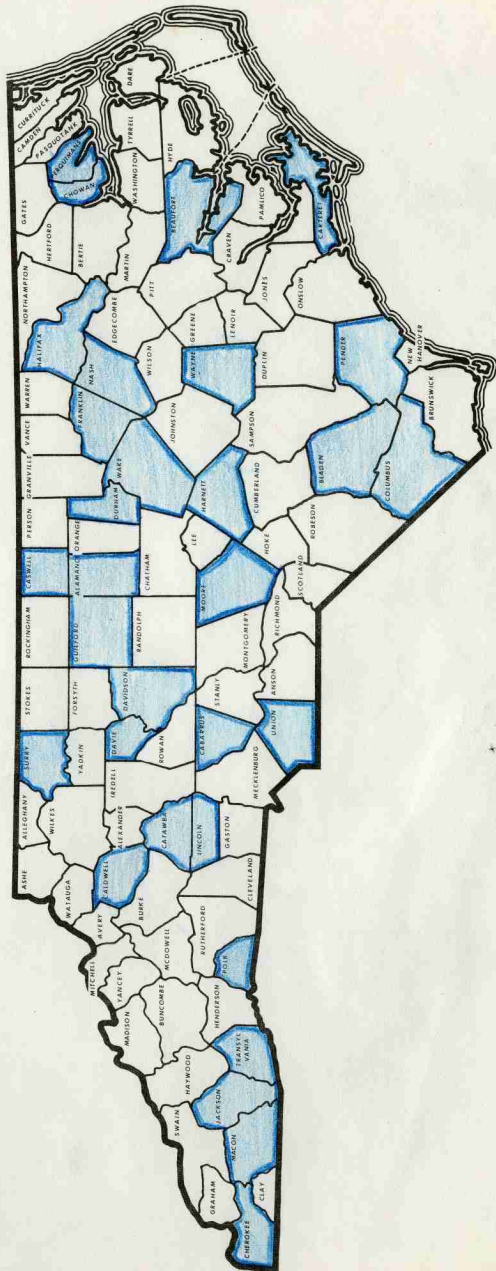 CURRITUCK
CAMDEN
PASQUOTANK
PERQUIMANS
CHOWAN
GATES
HERTFORD
BERTIE
NORTHAMPTON
HALIFAX
WARREN
VANCE
GRANVILLE
PERSON
CASWELL
ROCKINGHAM
STOKES
SURRY
ALLEGHANY
ASHE
WATAUGA
WILKES
YADKIN
FORSYTH
GUILFORD
ALAMANCE
ORANGE
DURHAM
WAKE
FRANKLIN
NASH
EDGECOMBE
MARTIN
WASHINGTON
TYRRELL
DARE
HYDE
BEAUFORT
PITT
WILSON
JOHNSTON
CHATHAM
RANDOLPH
DAVIDSON
DAVIE
ROWAN
IREDELL
ALEXANDER
CALDWELL
AVERY
MITCHELL
YANCEY
MADISON
BUNCOMBE
MCDOWELL
BURKE
CATAWBA
LINCOLN
GASTON
CLEVELAND
RUTHERFORD
POLK
HENDERSON
HAYWOOD
SWAIN
TRANSYL
VANIA
JACKSON
MACON
GRAHAM
CLAY
CHEROKEE
MECKLENBURG
CABARRUS
UNION
STANLY
ANSON
MONTGOMERY
RICHMOND
MOORE
LEE
HARNETT
HOKE
SCOTLAND
ROBESON
CUMBERLAND
SAMPSON
WAYNE
GREENE
LENOIR
CRAVEN
PAMLICO
CARTERET
JONES
ONSLOW
DUPLIN
PENDER
BLADEN
COLUMBUS
BRUNSWICK
NEW
HANOVER